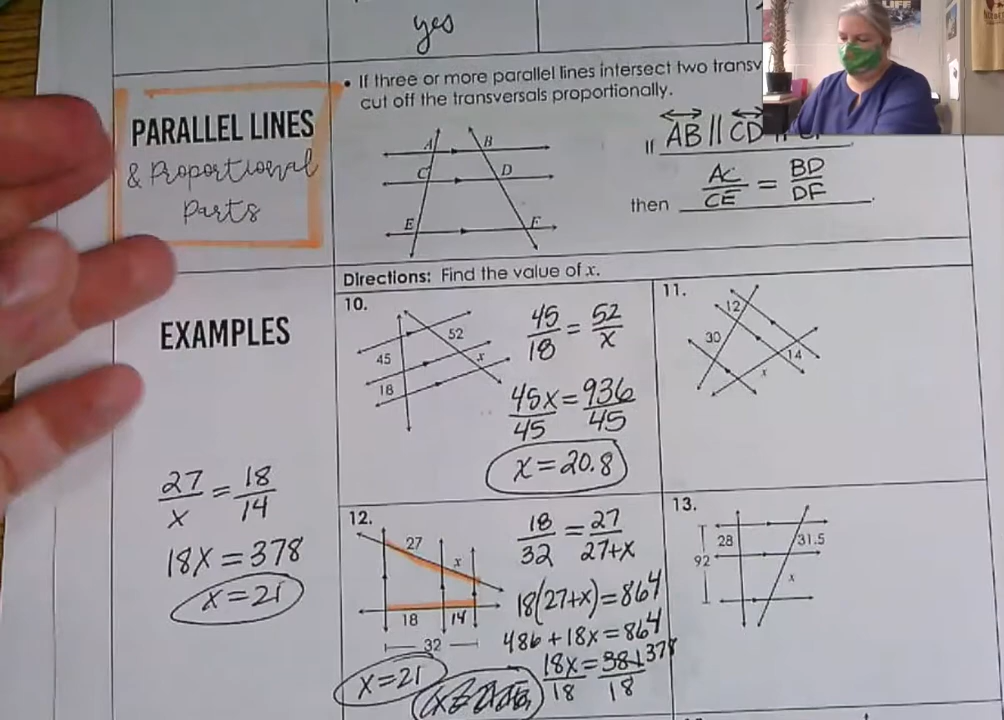 yes
• If three or more parallel lines intersect two transv
cut off the transversals proportionally.
PARALLEL LINES
& Proportional
Parts
A B
C D
E F
|| AB || CD ||
then AC/CE = BD/DF
Directions: Find the value of x.
EXAMPLES
10.
52
45
x
18
45/18 = 52/x
45x/45 = 936/45
x = 20.8
11.
12
30
14
x
27/x = 18/14
18x = 378
x = 21
12.
27
x
18 14
32
18/32 = 27/27+x
18(27+x) = 864
486 + 18x = 864
18x/18 = 381 378/18
x = 21
13.
28 31.5
92
x